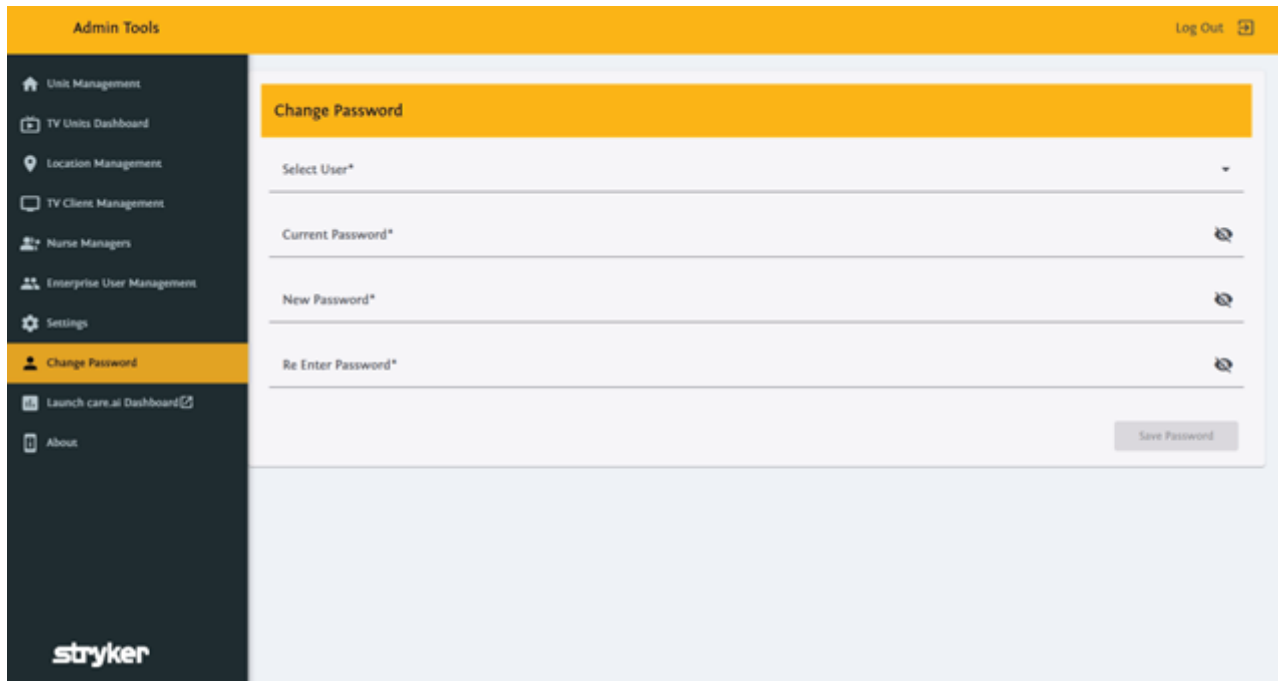 Admin Tools
Log Out
Unit Management
TV Units Dashboard
Location Management
TV Client Management
Nurse Managers
Enterprise User Management
Settings
Change Password
Launch care.ai Dashboard
About
stryker
Change Password
Select User*
Current Password*
New Password*
Re Enter Password*
Save Password